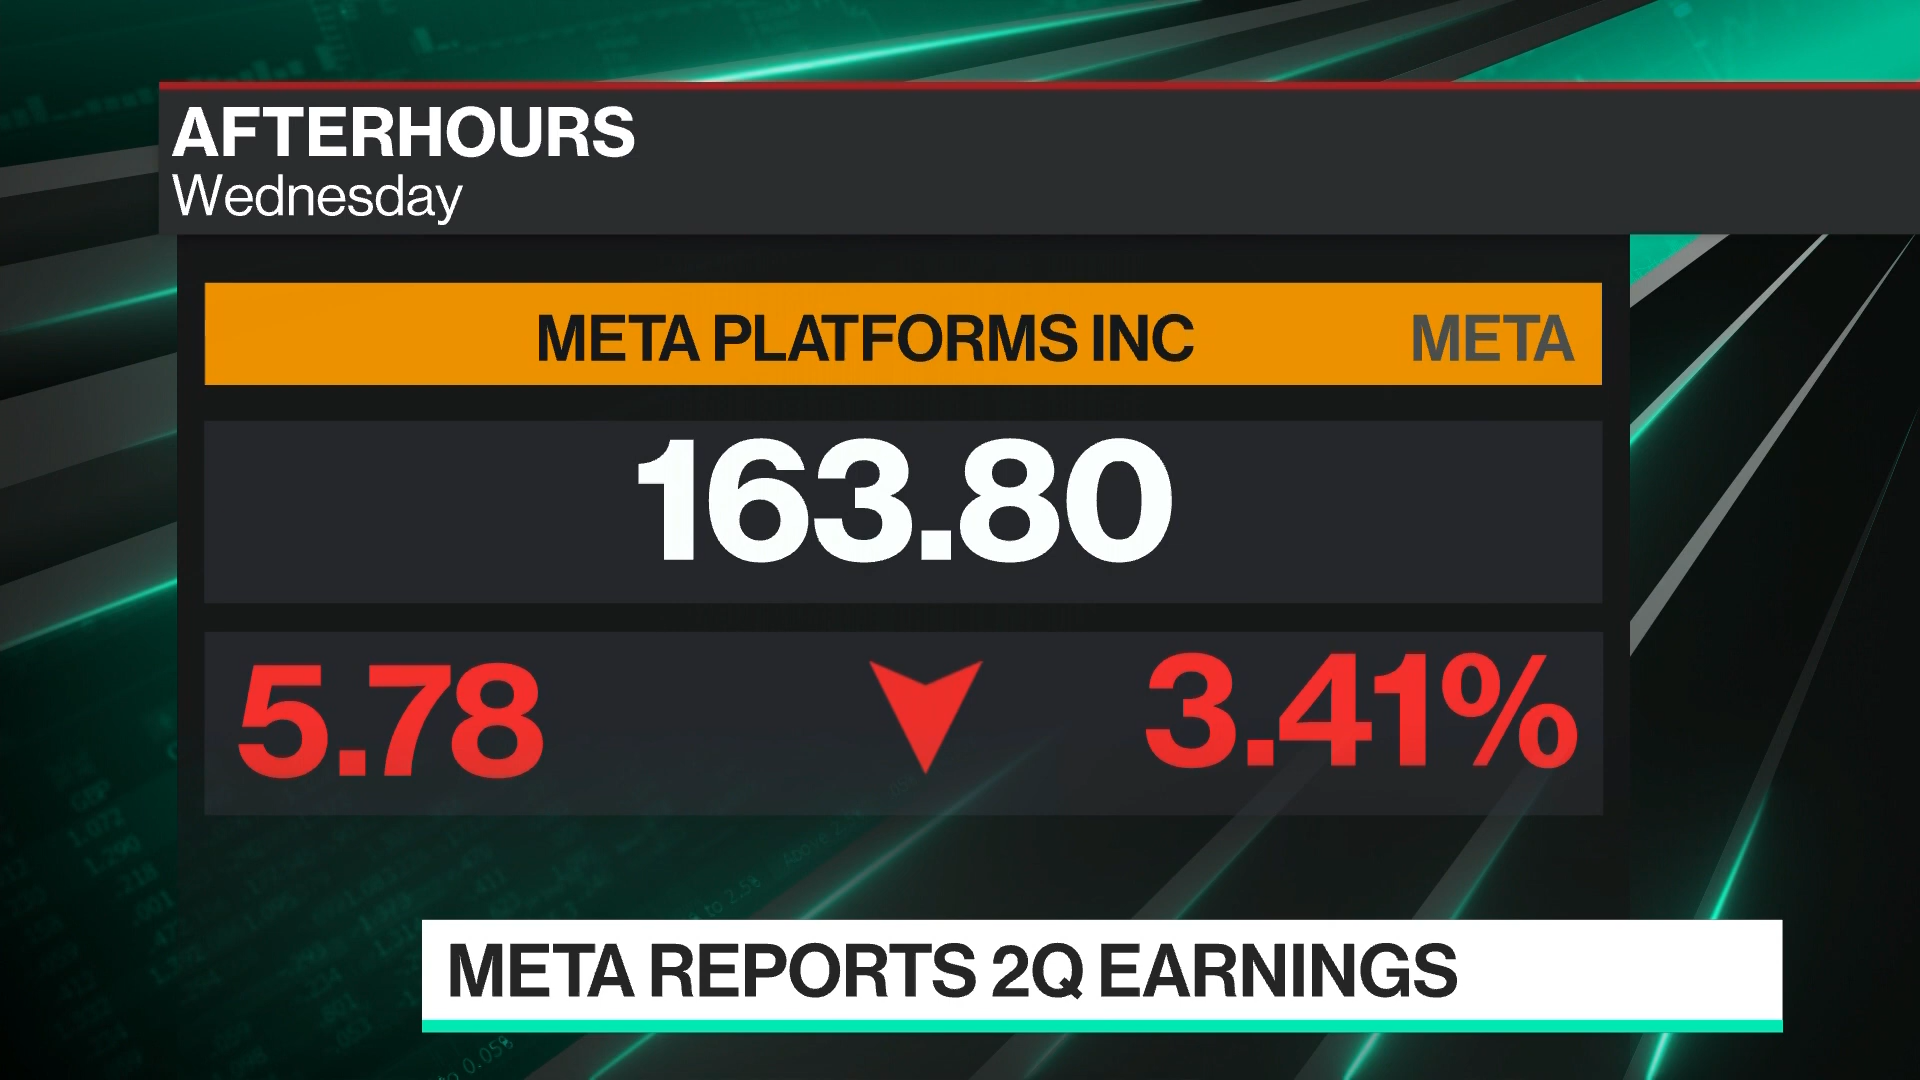 AFTERHOURS
Wednesday
META PLATFORMS INC META
163.80
5.78 3.41%
META REPORTS 2Q EARNINGS